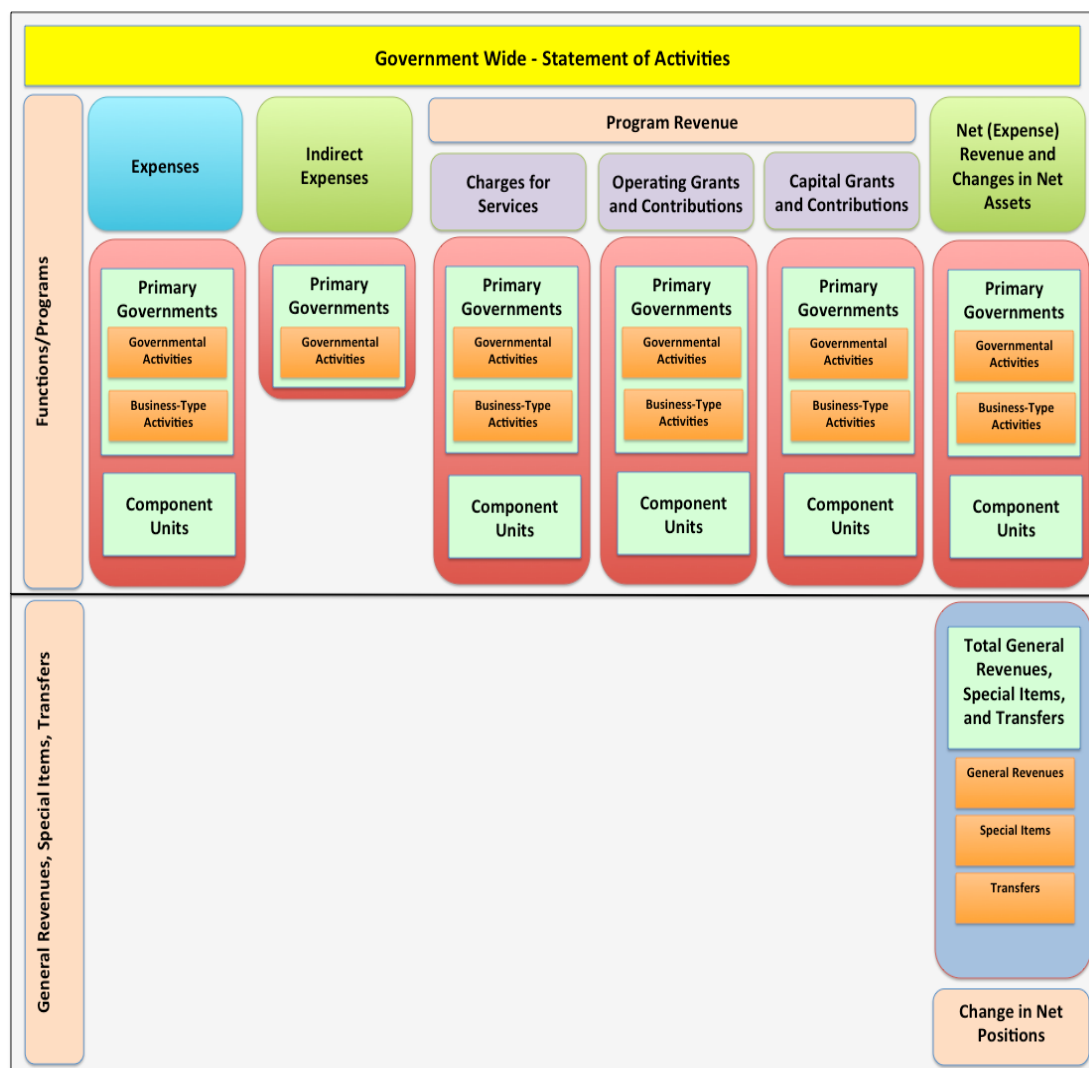 Government Wide - Statement of Activities
Functions/Programs
Expenses
Indirect
Expenses
Program Revenue
Charges for
Services
Operating Grants
and Contributions
Capital Grants
and Contributions
Net (Expense)
Revenue and
Changes in Net
Assets
Primary
Governments
Governmental
Activities
Business-Type
Activities
Component
Units
Primary
Governments
Governmental
Activities
Primary
Governments
Governmental
Activities
Business-Type
Activities
Component
Units
Primary
Governments
Governmental
Activities
Business-Type
Activities
Component
Units
Primary
Governments
Governmental
Activities
Business-Type
Activities
Component
Units
Primary
Governments
Governmental
Activities
Business-Type
Activities
Component
Units
General Revenues, Special Items, Transfers
Total General
Revenues,
Special Items,
and Transfers
General Revenues
Special Items
Transfers
Change in Net
Positions